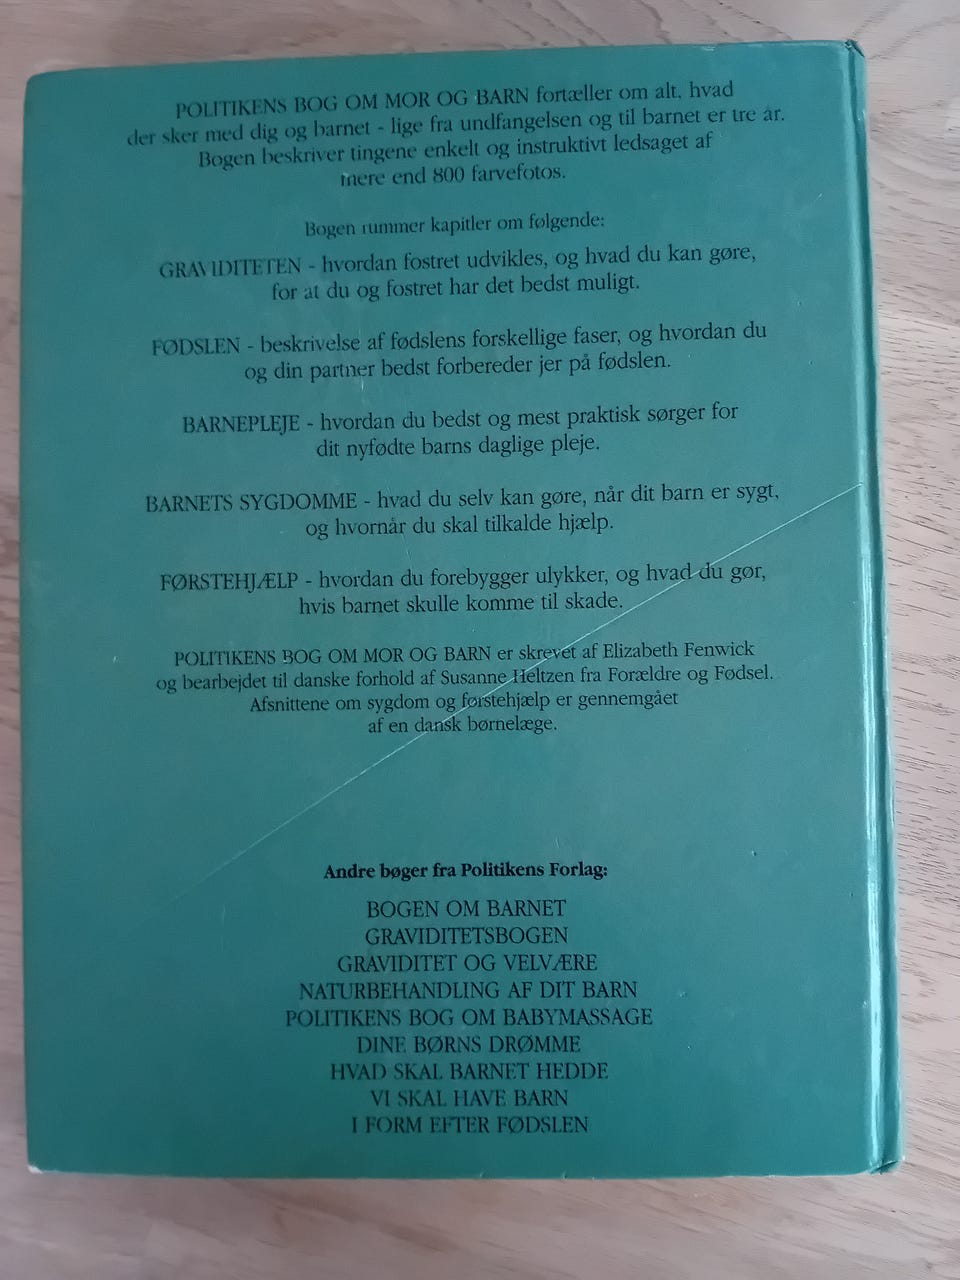 POLITIKENS BOG OM MOR OG BARN fortæller om alt, hvad
der sker med dig og barnet - lige fra undfangelsen og til barnet er tre år.
Bogen beskriver tingene enkelt og instruktivt ledsaget af
mere end 800 farvefotos.
Bogen rummer kapitler om følgende:
GRAVIDITETEN - hvordan fostret udvikles, og hvad du kan gøre,
for at du og fostret har det bedst muligt.
FØDSLEN - beskrivelse af fødslens forskellige faser, og hvordan du
og din partner bedst forbereder jer på fødslen.
BARNEPLEJE - hvordan du bedst og mest praktisk sørger for
dit nyfødte barns daglige pleje.
BARNETS SYGDOMME - hvad du selv kan gøre, når dit barn er sygt,
og hvornår du skal tilkalde hjælp.
FØRSTEHJÆLP - hvordan du forebygger ulykker, og hvad du gør,
hvis barnet skulle komme til skade.
POLITIKENS BOG OM MOR OG BARN er skrevet af Elizabeth Fenwick
og bearbejdet til danske forhold af Susanne Heltzen fra Forældre og Fødsel.
Afsnittene om sygdom og førstehjælp er gennemgået
af en dansk børnelæge.
Andre bøger fra Politikens Forlag:
BOGEN OM BARNET
GRAVIDITETSBOGEN
GRAVIDITET OG VELVÆRE
NATURBEHANDLING AF DIT BARN
POLITIKENS BOG OM BABYMASSAGE
DINE BØRNS DRØMME
HVAD SKAL BARNET HEDDE
VI SKAL HAVE BARN
I FORM EFTER FØDSLEN